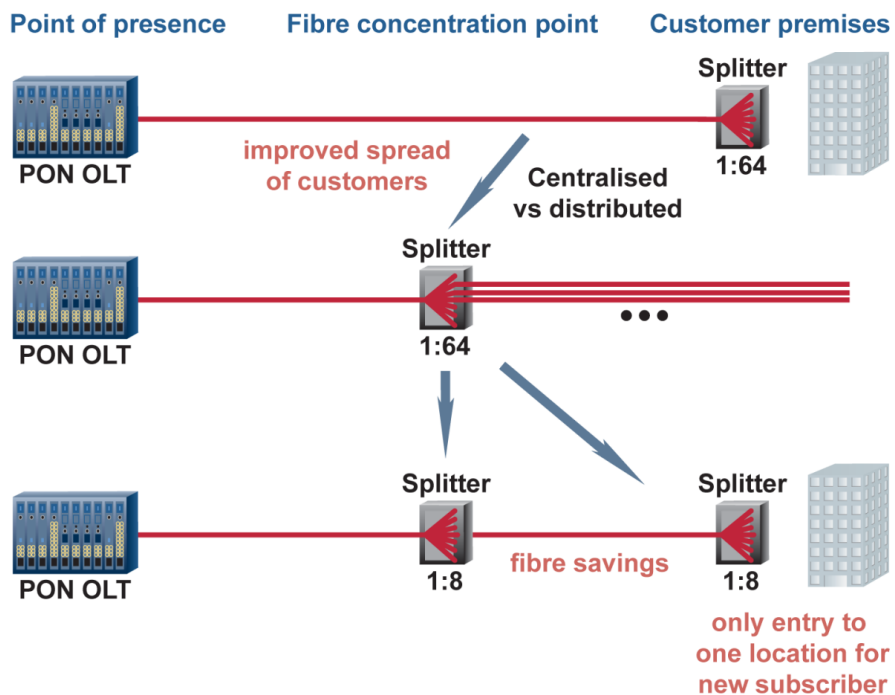 Point of presence
Fibre concentration point
Customer premises
Splitter
PON OLT
improved spread
of customers
1:64
Centralised
vs distributed
Splitter
PON OLT
1:64
Splitter
Splitter
PON OLT
1:8
fibre savings
1:8
only entry to
one location for
new subscriber